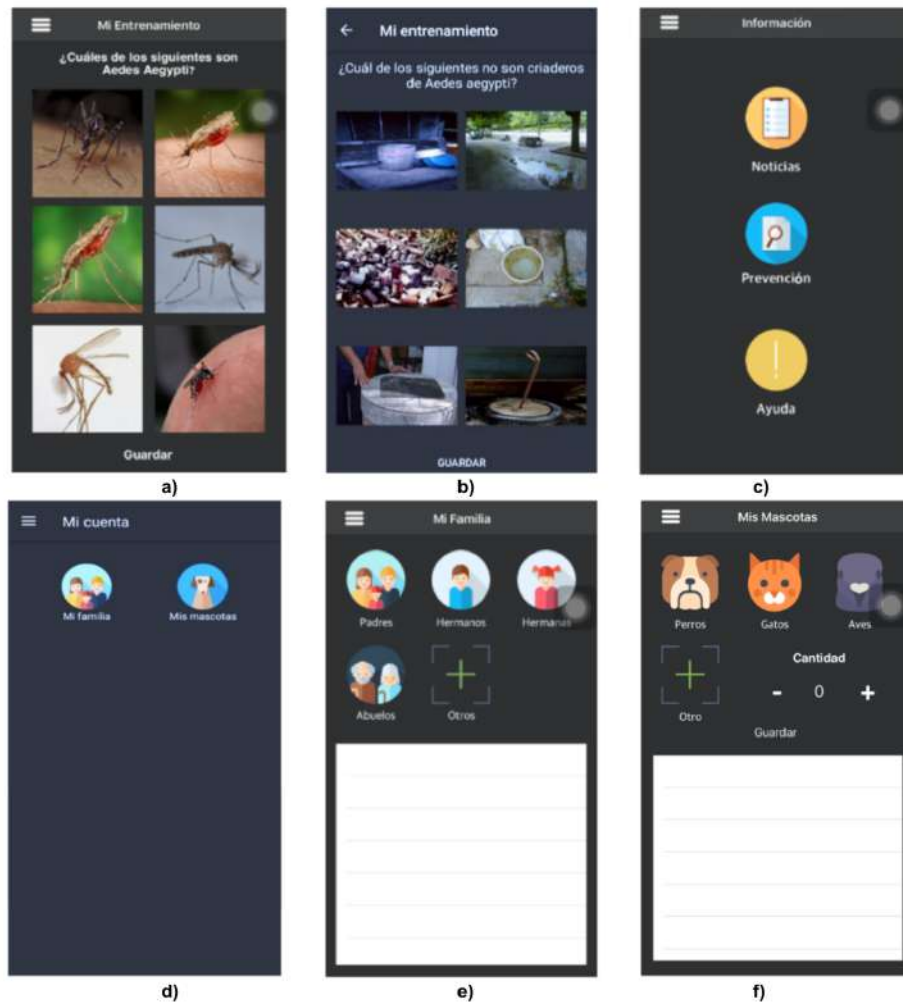 Mi Entrenamiento
¿Cuáles de los siguientes son
Aedes Aegypti?
Guardar
a)
Mi entrenamiento
¿Cuál de los siguientes no son criaderos
de Aedes aegypti?
GUARDAR
b)
Información
Noticias
Prevención
Ayuda
c)
Mi cuenta
Mi familia
Mis mascotas
d)
Mi Familia
Padres
Hermanos
Hermanas
Abuelos
Otros
e)
Mis Mascotas
Perros
Gatos
Aves
Cantidad
- 0 +
Otro
Guardar
f)